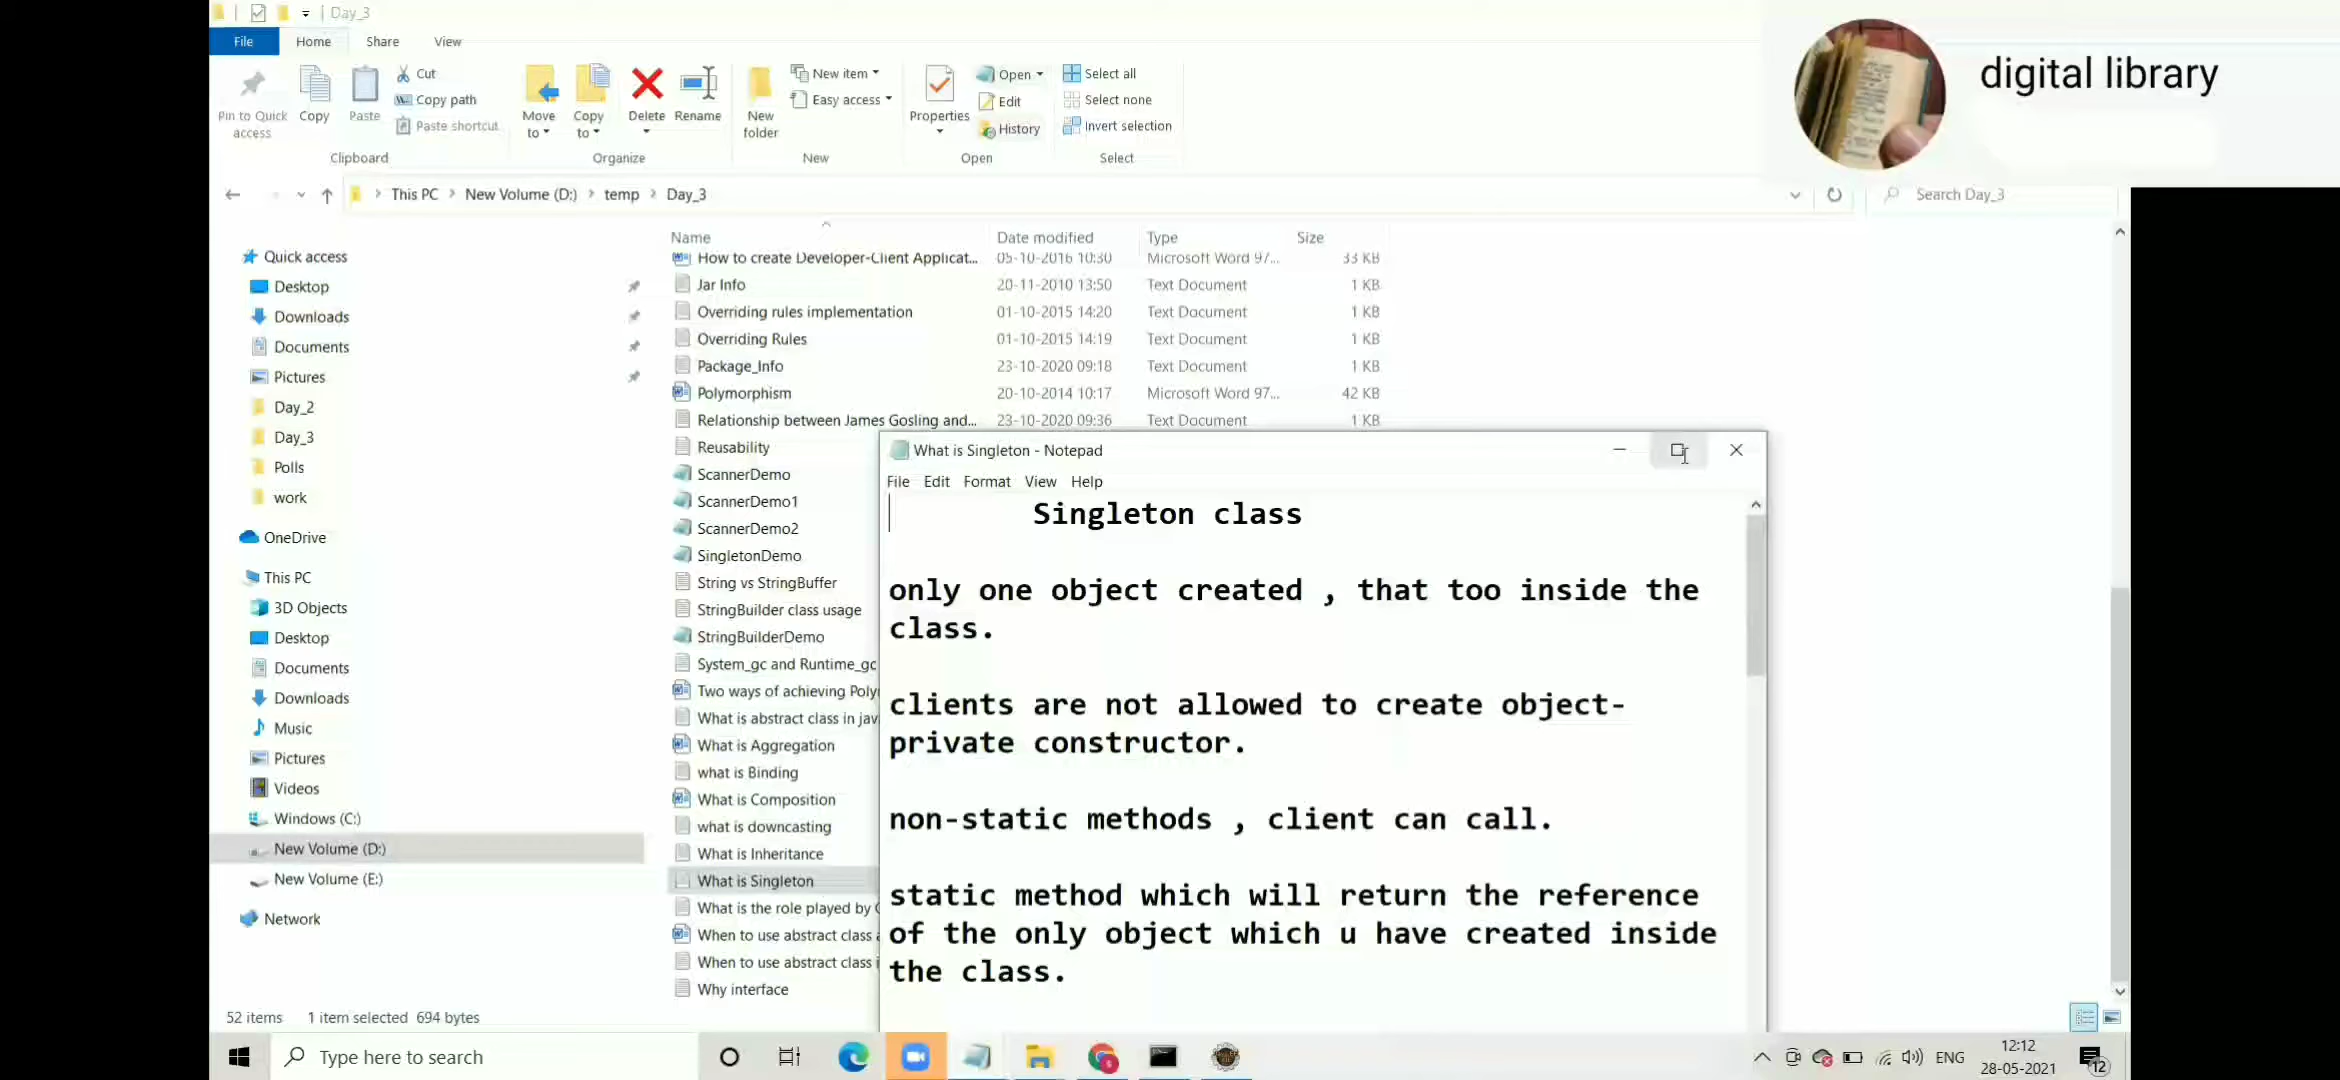 Day_3
File Home Share View
Pin to Quick access
Copy
Paste
Cut
Copy path
Paste shortcut
Move to
Copy to
Delete
Rename
New folder
New item
Easy access
Properties
Open
Edit
History
Select all
Select none
Invert selection
Clipboard Organize New Open Select
digital library
This PC New Volume (D:) temp Day_3
Search Day_3
Name Date modified Type Size
Quick access
Desktop
Downloads
Documents
Pictures
Day_2
Day_3
Polls
work
OneDrive
This PC
3D Objects
Desktop
Documents
Downloads
Music
Pictures
Videos
Windows (C:)
New Volume (D:)
New Volume (E:)
Network
How to create Developer-Client Applicat... 05-10-2016 10:30 Microsoft Word 97... 33 KB
Jar Info 20-11-2010 13:50 Text Document 1 KB
Overriding rules implementation 01-10-2015 14:20 Text Document 1 KB
Overriding Rules 01-10-2015 14:19 Text Document 1 KB
Package_Info 23-10-2020 09:18 Text Document 1 KB
Polymorphism 20-10-2014 10:17 Microsoft Word 97... 42 KB
Relationship between James Gosling and... 23-10-2020 09:36 Text Document 1 KB
Reusability
ScannerDemo
ScannerDemo1
ScannerDemo2
SingletonDemo
String vs StringBuffer
StringBuilder class usage
StringBuilderDemo
System_gc and Runtime_gc
Two ways of achieving Poly
What is abstract class in jav
What is Aggregation
what is Binding
What is Composition
what is downcasting
What is Inheritance
What is Singleton
What is the role played by
When to use abstract class
When to use abstract class
Why interface
What is Singleton - Notepad
File Edit Format View Help
Singleton class
only one object created , that too inside the
class.
clients are not allowed to create object-
private constructor.
non-static methods , client can call.
static method which will return the reference
of the only object which u have created inside
the class.
52 items 1 item selected 694 bytes
Type here to search
ENG
12:12
28-05-2021
12